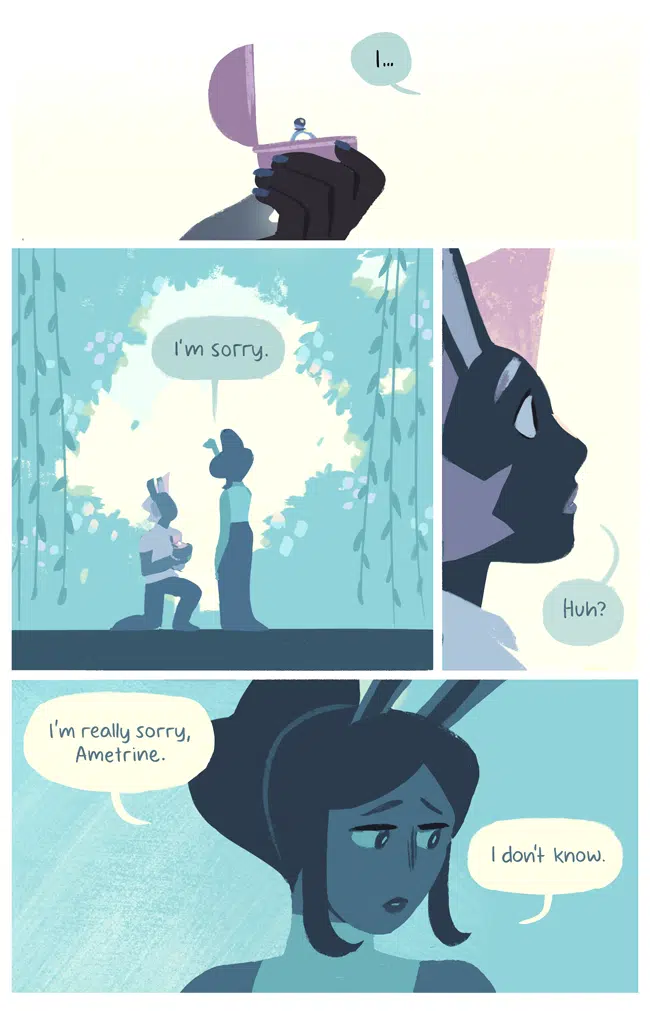 I...
I'm sorry.
Huh?
I'm really sorry,
Ametrine.
I don't know.